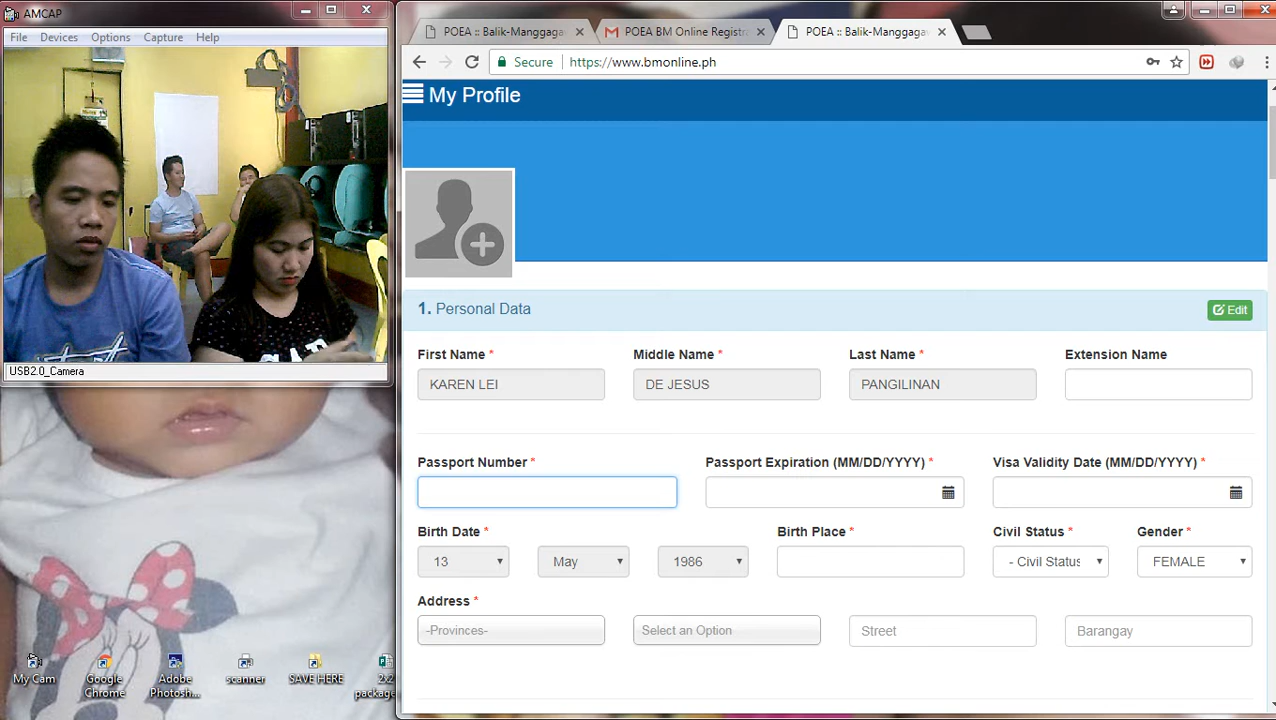 AMCAP
File Devices Options Capture Help
USB2.0_Camera
My Cam
Google Chrome
Adobe Photosh...
scanner
SAVE HERE
2x2 package
POEA :: Balik-Manggaga
POEA BM Online Registr
POEA :: Balik-Manggaga
Secure https://www.bmonline.ph
My Profile
1. Personal Data
Edit
First Name * Middle Name * Last Name * Extension Name
KAREN LEI DE JESUS PANGILINAN
Passport Number * Passport Expiration (MM/DD/YYYY) * Visa Validity Date (MM/DD/YYYY) *
Birth Date * Birth Place * Civil Status * Gender *
13 May 1986 - Civil Status FEMALE
Address *
-Provinces- Select an Option Street Barangay